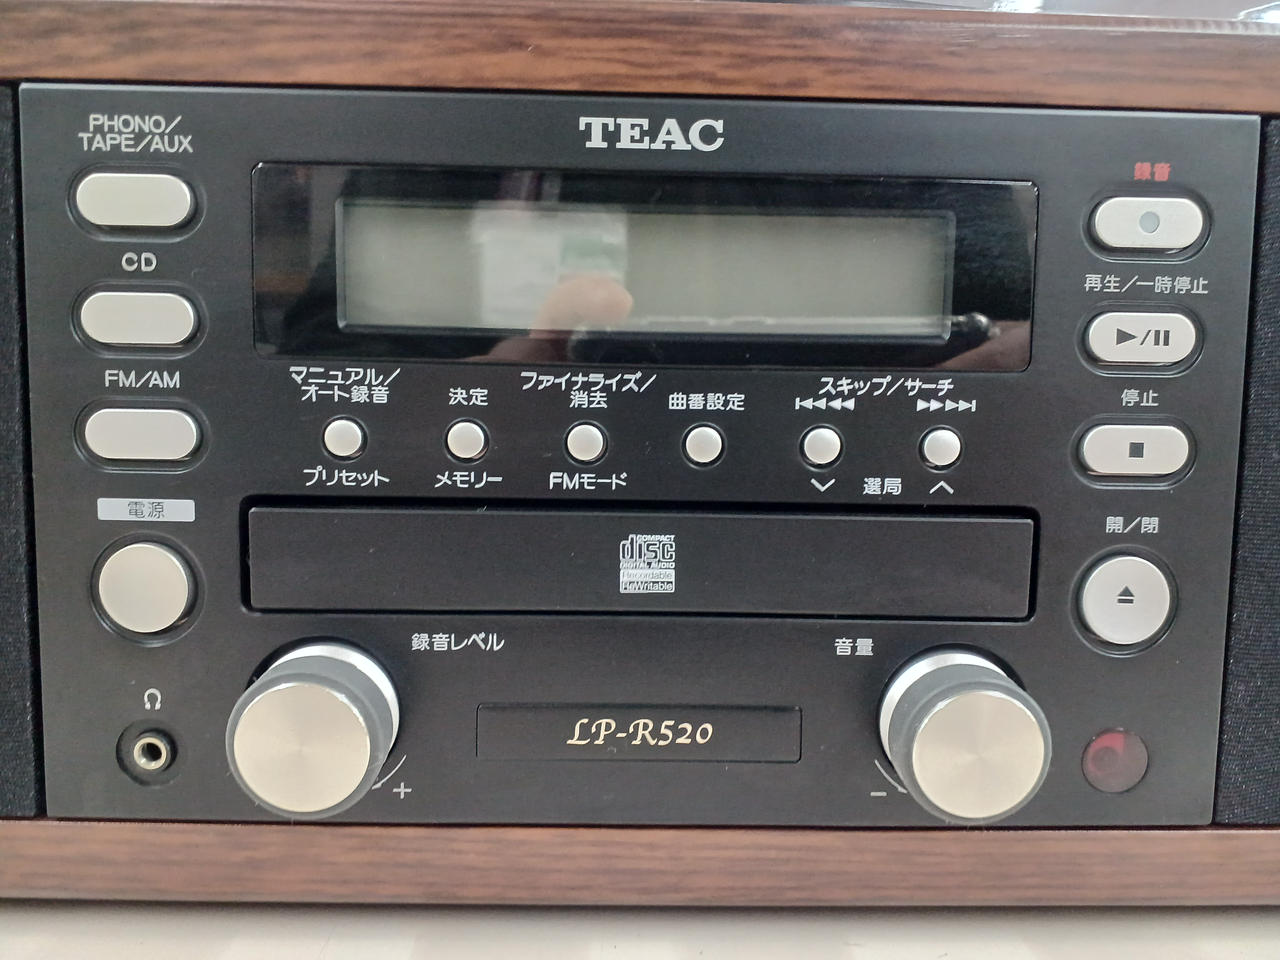 PHONO/
TAPE/AUX
TEAC
録音
CD
再生/一時停止
FM/AM
マニュアル/
オート録音
決定
ファイナライズ/
消去
曲番設定
スキップ/サーチ
停止
プリセット
メモリー
FMモード
選局
電源
開/閉
COMPACT
disc
DIGITAL AUDIO
Recordable
ReWritable
録音レベル
音量
LP-R520
+
−